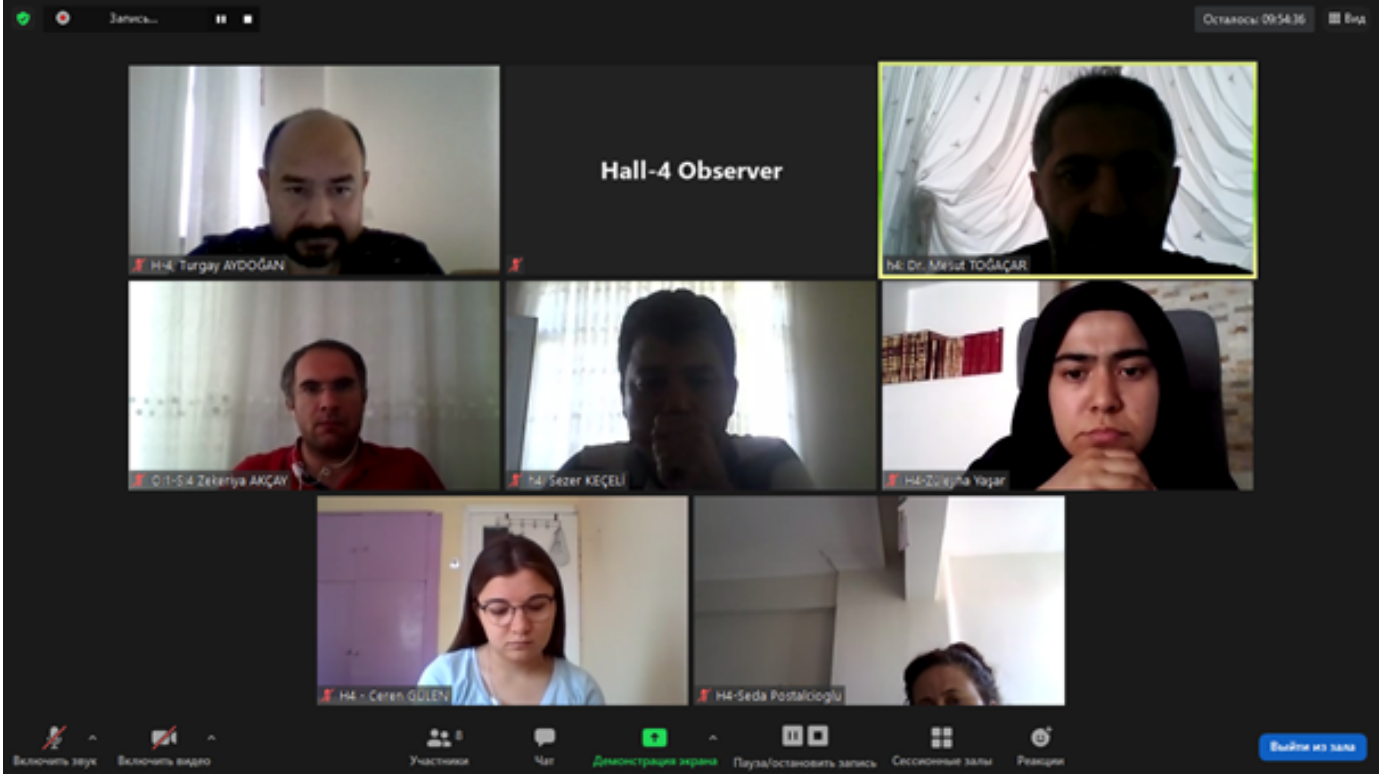 Запись...
Осталось: 09:54:36
Вид
H-4, Turgay AYDOĞAN
Hall-4 Observer
h4: Dr. Mesut TOĞAÇAR
O:1-S:4 Zekeriya AKÇAY
h4: Sezer KEÇELİ
H4-Züleyha Yaşar
H4 - Ceren GÜLEN
H4-Seda Postalcioglu
Включить звук
Включить видео
Участники
8
Чат
Демонстрация экрана
Пауза/остановить запись
Сессионные залы
Реакции
Выйти из зала